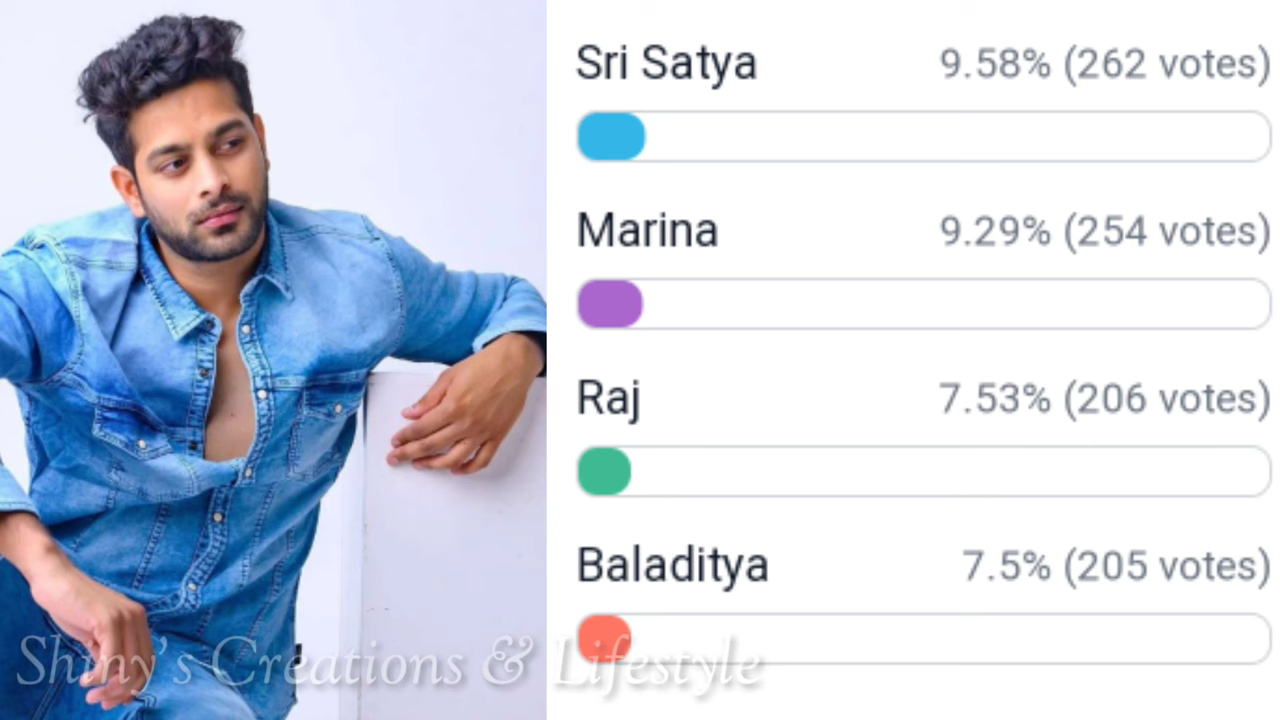 Sri Satya 9.58% (262 votes)
Marina 9.29% (254 votes)
Raj 7.53% (206 votes)
Baladitya 7.5% (205 votes)
Shiny's Creations & Lifestyle